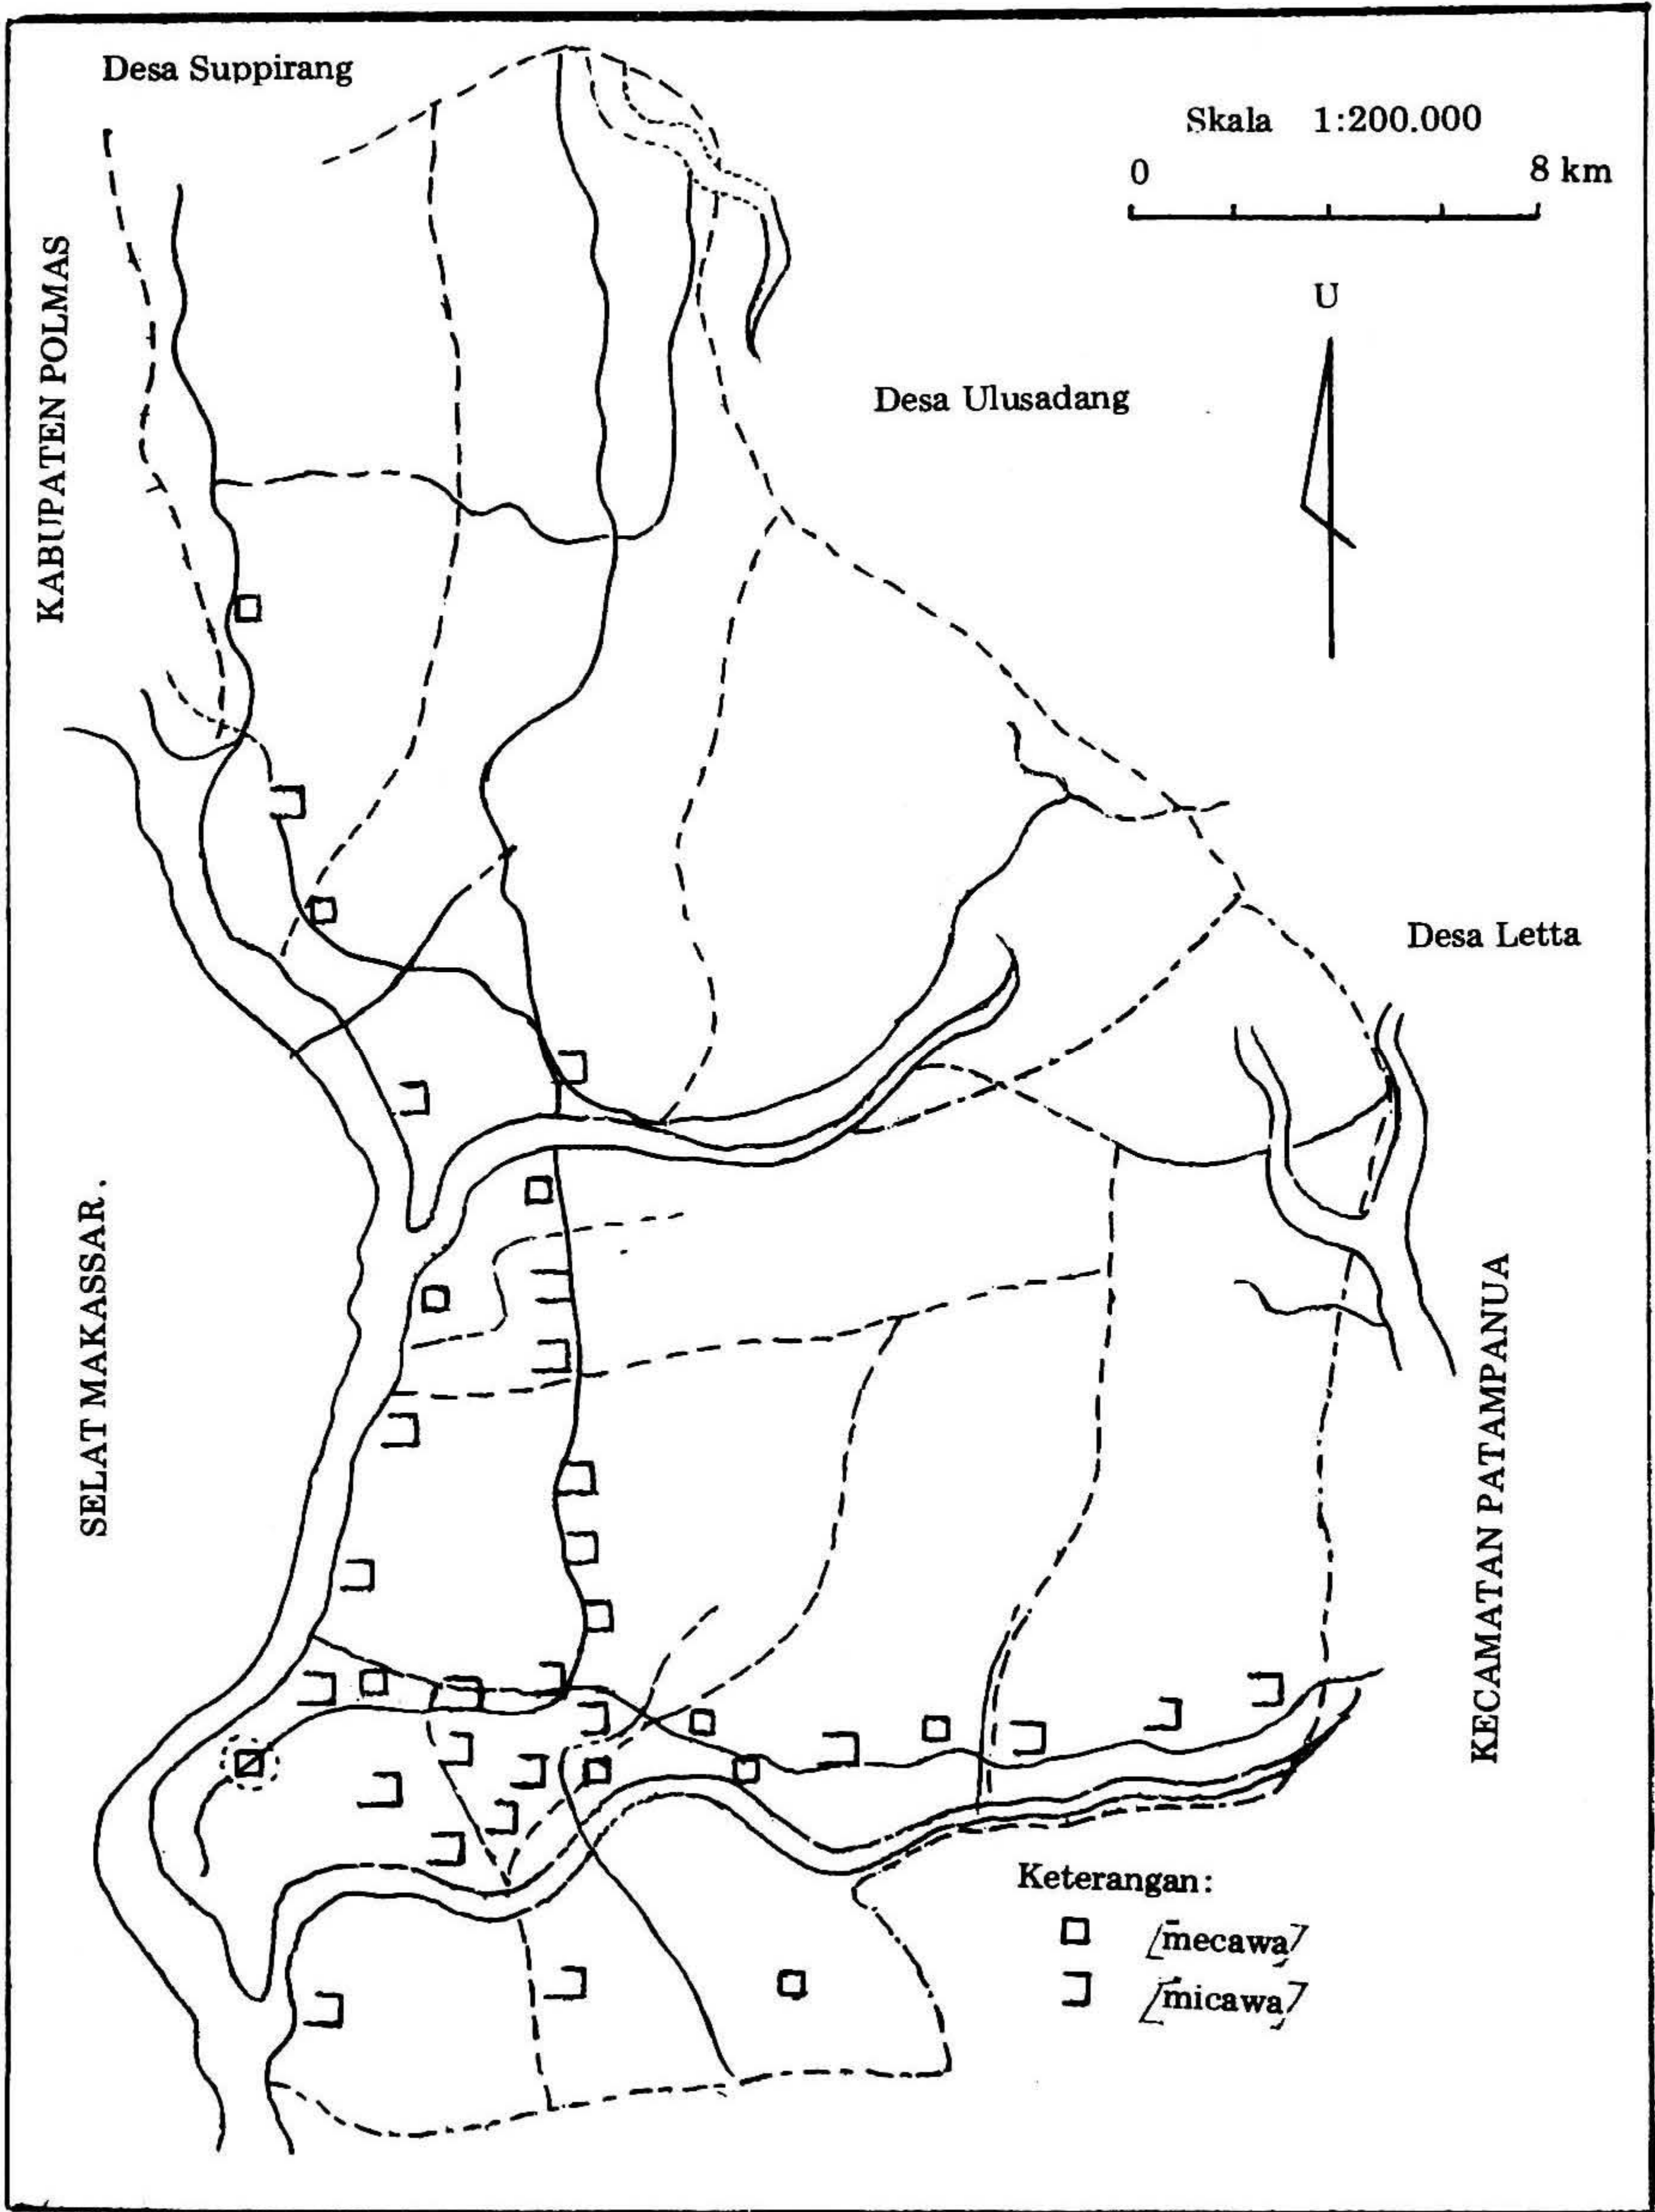 Desa Suppirang
Skala 1:200.000
0 8 km
KABUPATEN POLMAS
U
Desa Ulusadang
Desa Letta
SELAT MAKASSAR.
KECAMATAN PATAMPANUA
Keterangan:
[mecawa]
[micawa]